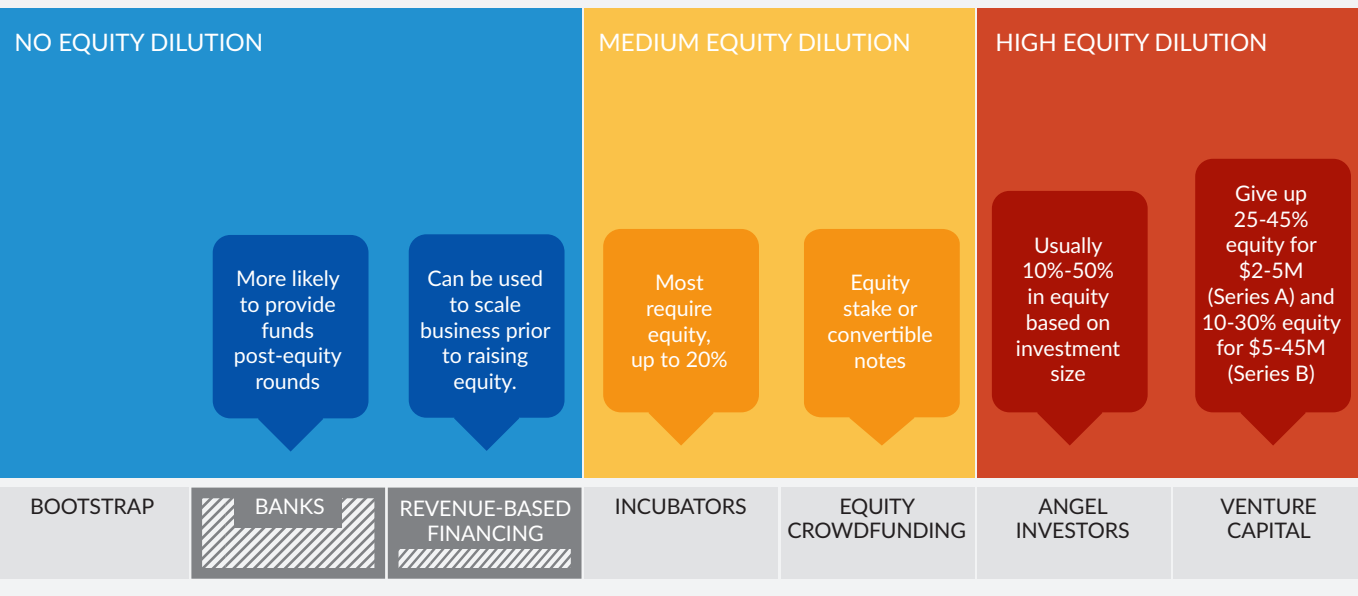 NO EQUITY DILUTION
MEDIUM EQUITY DILUTION
HIGH EQUITY DILUTION
More likely
to provide
funds
post-equity
rounds
Can be used
to scale
business prior
to raising
equity.
Most
require
equity,
up to 20%
Equity
stake or
convertible
notes
Usually
10%-50%
in equity
based on
investment
size
Give up
25-45%
equity for
$2-5M
(Series A) and
10-30% equity
for $5-45M
(Series B)
BOOTSTRAP
BANKS
REVENUE-BASED
FINANCING
INCUBATORS
EQUITY
CROWDFUNDING
ANGEL
INVESTORS
VENTURE
CAPITAL